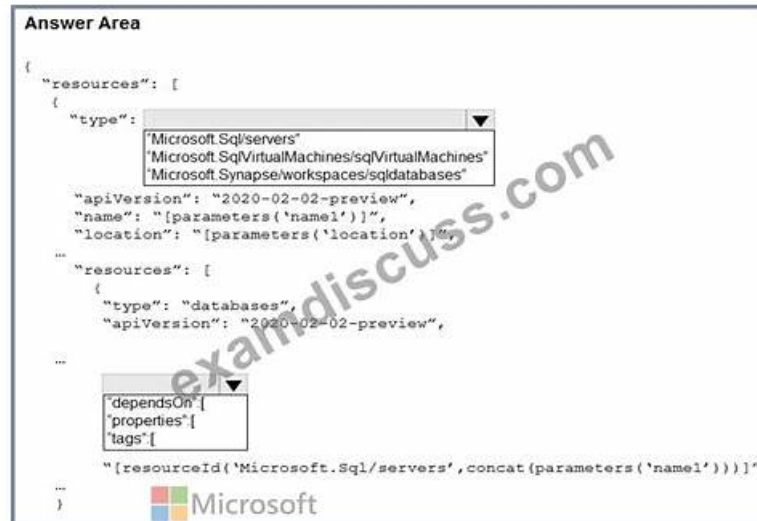 Answer Area
{
"resources": [
{
"type":
"Microsoft.Sql/servers"
"Microsoft.SqlVirtualMachines/sqlVirtualMachines"
"Microsoft.Synapse/workspaces/sqldatabases"
"apiVersion": "2020-02-02-preview",
"name": "[parameters('name1')]",
"location": "[parameters('location')]",
...
"resources": [
{
"type": "databases",
"apiVersion": "2020-02-02-preview",
...
"dependsOn":[
"properties":[
"tags":[
"[resourceId('Microsoft.Sql/servers',concat(parameters('name1')))]"
...
}
Microsoft
examdiscuss.com